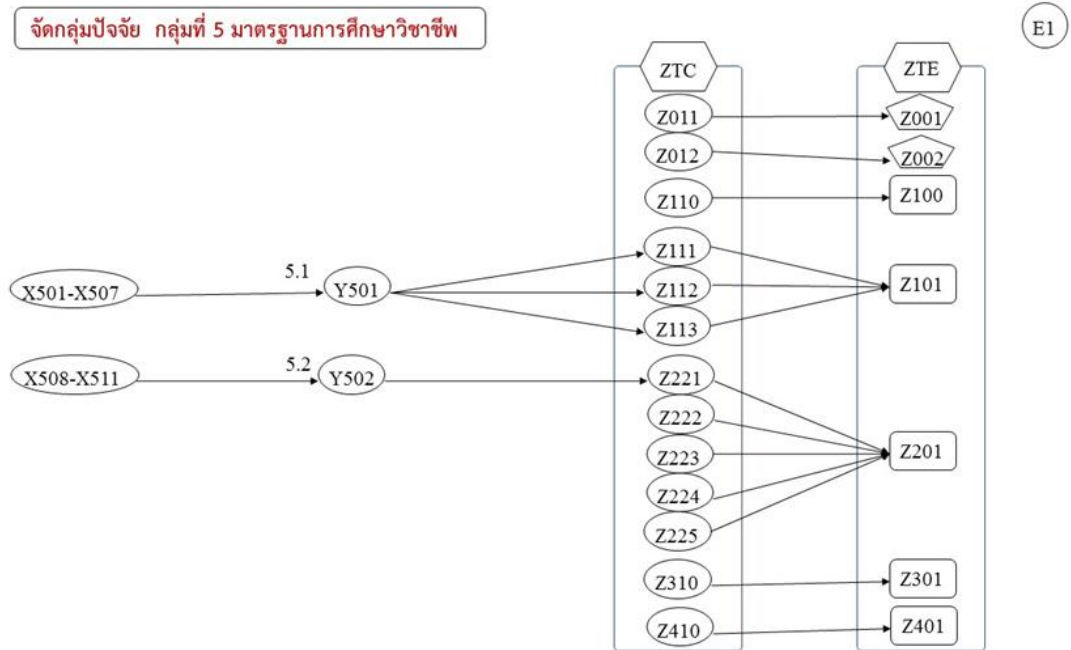 จัดกลุ่มปัจจัย กลุ่มที่ 5 มาตรฐานการศึกษาวิชาชีพ
E1
ZTC
ZTE
Z011
Z001
Z012
Z002
Z110
Z100
Z111
X501-X507
5.1
Y501
Z112
Z101
Z113
X508-X511
5.2
Y502
Z221
Z222
Z223
Z201
Z224
Z225
Z310
Z301
Z410
Z401